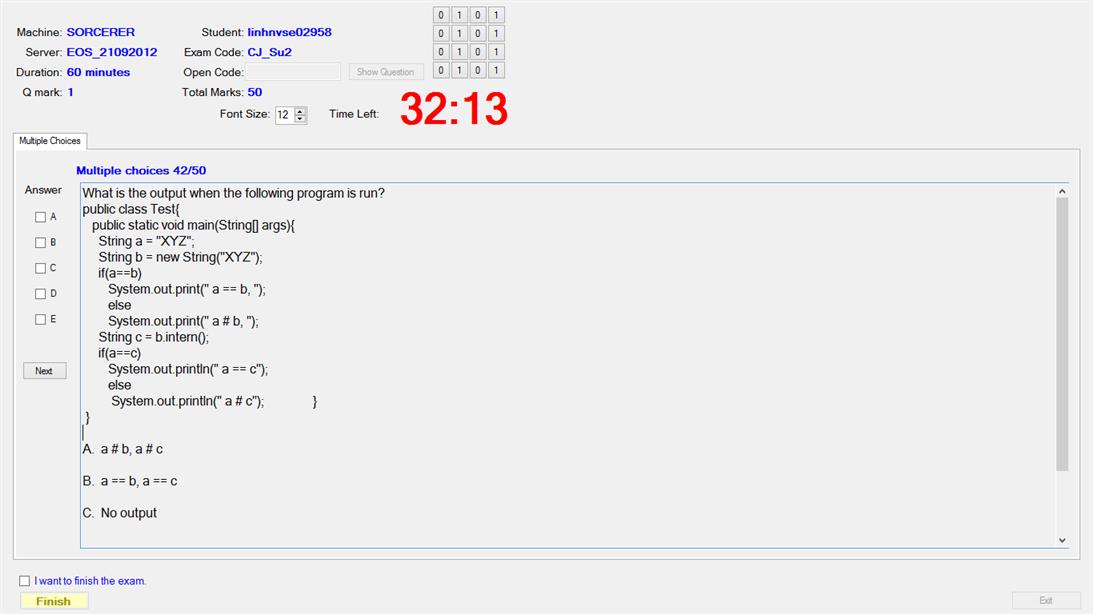 Machine: SORCERER
Server: EOS_21092012
Duration: 60 minutes
Q mark: 1
Student: linhnvse02958
Exam Code: CJ_Su2
Open Code:
Show Question
Total Marks: 50
0 1 0 1
0 1 0 1
0 1 0 1
0 1 0 1
Font Size: 12
Time Left: 32:13
Multiple Choices
Multiple choices 42/50
Answer
A
B
C
D
E
Next
What is the output when the following program is run?
public class Test{
public static void main(String[] args){
String a = "XYZ";
String b = new String("XYZ");
if(a==b)
System.out.print(" a == b, ");
else
System.out.print(" a # b, ");
String c = b.intern();
if(a==c)
System.out.println(" a == c");
else
System.out.println(" a # c"); }
}
A. a # b, a # c
B. a == b, a == c
C. No output
I want to finish the exam.
Finish
Exit